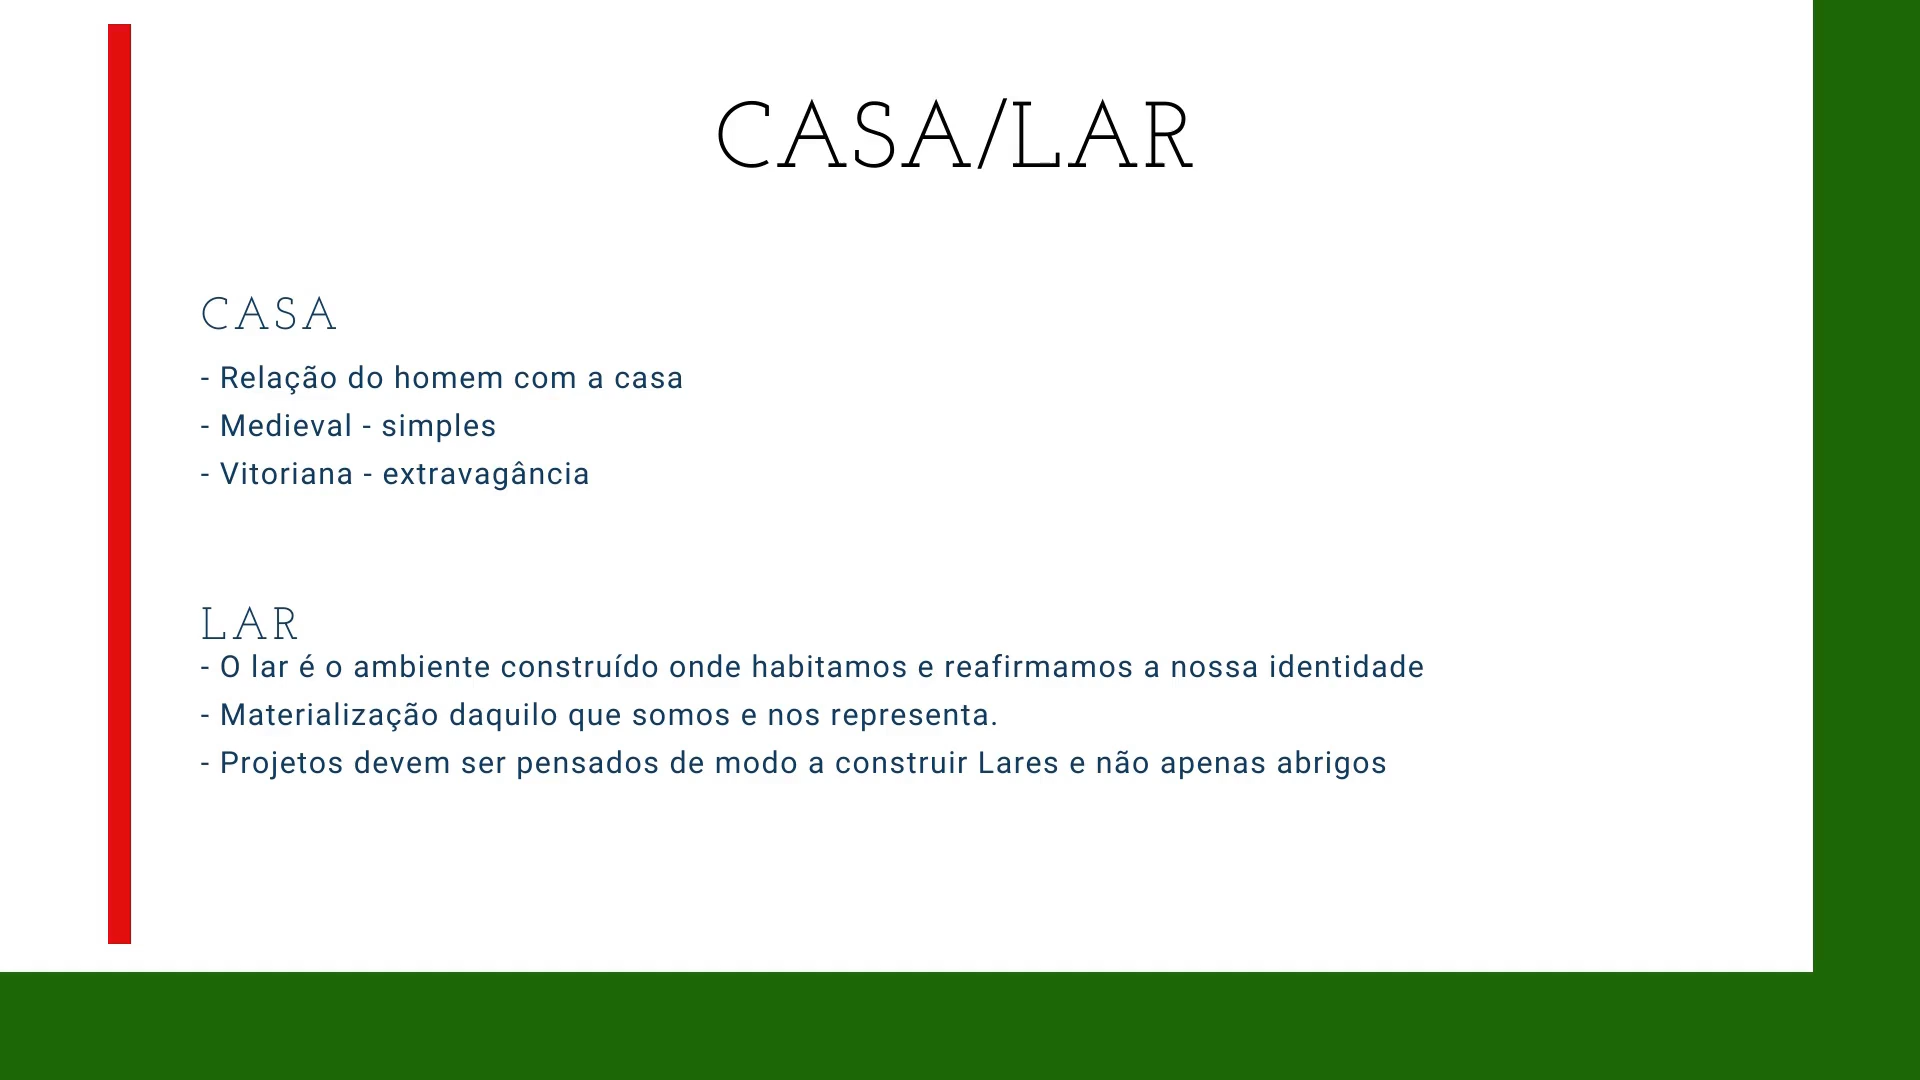 CASA/LAR
CASA
- Relação do homem com a casa
- Medieval - simples
- Vitoriana - extravagância
LAR
- O lar é o ambiente construído onde habitamos e reafirmamos a nossa identidade
- Materialização daquilo que somos e nos representa.
- Projetos devem ser pensados de modo a construir Lares e não apenas abrigos